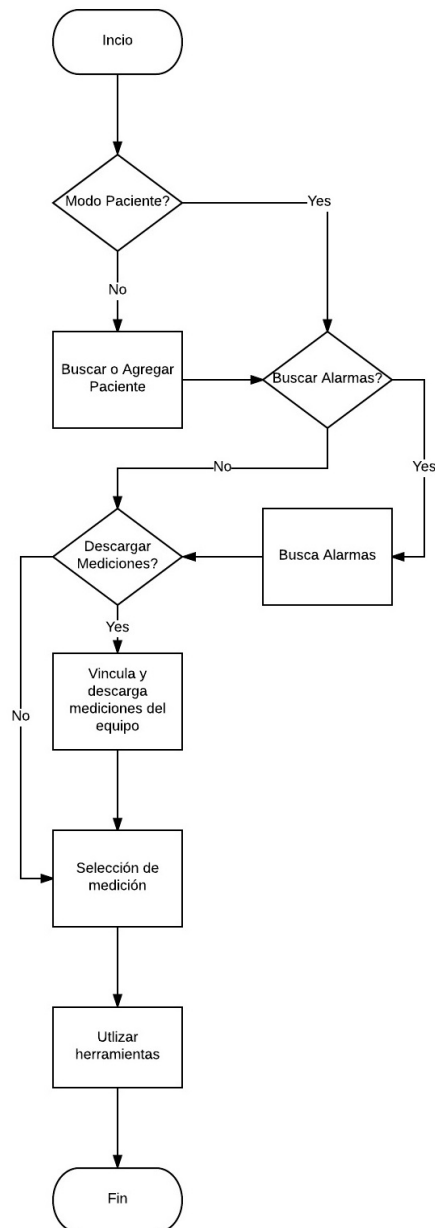 Incio
Modo Paciente?
Yes
No
Buscar o Agregar
Paciente
Buscar Alarmas?
No
Yes
Descargar
Mediciones?
Busca Alarmas
Yes
Vincula y
descarga
mediciones del
equipo
No
Selección de
medición
Utlizar
herramientas
Fin